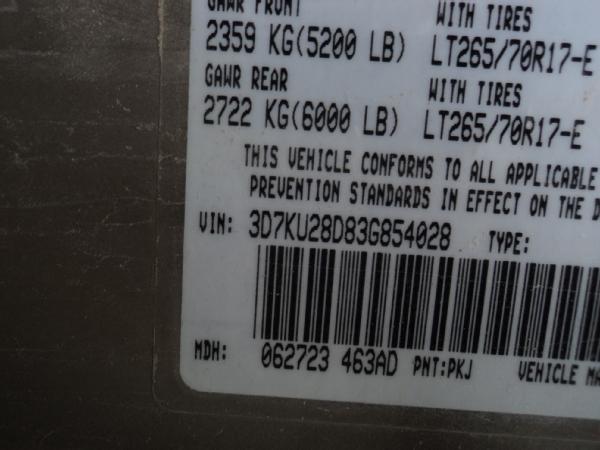 GAWR FRONT WITH TIRES
2359 KG(5200 LB) LT265/70R17-E
GAWR REAR WITH TIRES
2722 KG(6000 LB) LT265/70R17-E
THIS VEHICLE CONFORMS TO ALL APPLICABLE
PREVENTION STANDARDS IN EFFECT ON THE D
VIN: 3D7KU28D83G854028 TYPE:
MDH: 062723 463AD PNT:PKJ VEHICLE MA